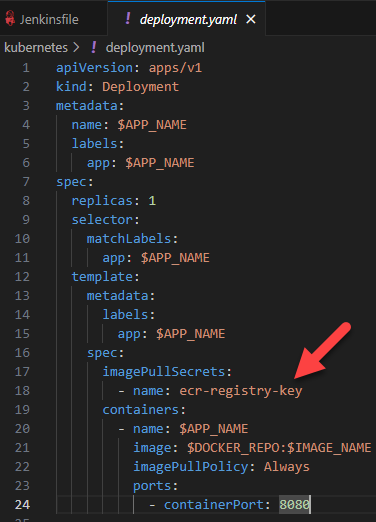 Jenkinsfile
! deployment.yaml ×
kubernetes > ! deployment.yaml
1 apiVersion: apps/v1
2 kind: Deployment
3 metadata:
4 name: $APP_NAME
5 labels:
6 app: $APP_NAME
7 spec:
8 replicas: 1
9 selector:
10 matchLabels:
11 app: $APP_NAME
12 template:
13 metadata:
14 labels:
15 app: $APP_NAME
16 spec:
17 imagePullSecrets:
18 - name: ecr-registry-key
19 containers:
20 - name: $APP_NAME
21 image: $DOCKER_REPO:$IMAGE_NAME
22 imagePullPolicy: Always
23 ports:
24 - containerPort: 8080